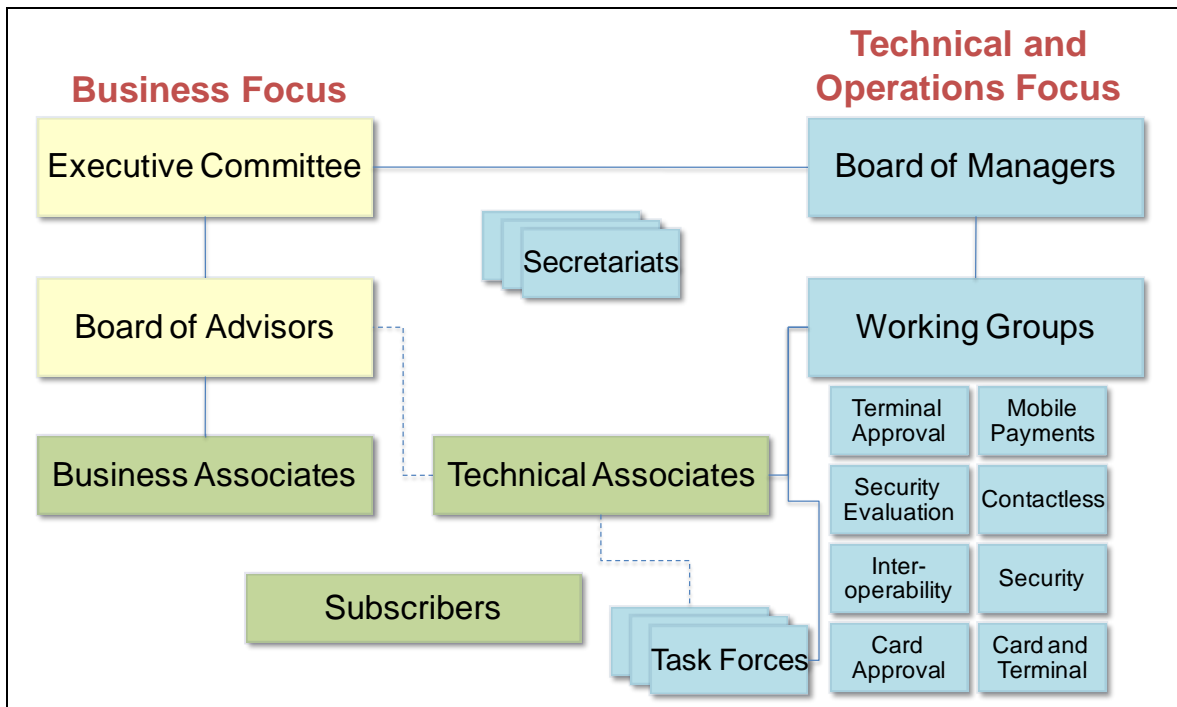 Business Focus
Technical and
Operations Focus
Executive Committee
Board of Managers
Secretariats
Board of Advisors
Working Groups
Terminal
Approval
Mobile
Payments
Business Associates
Technical Associates
Security
Evaluation
Contactless
Inter-
operability
Security
Subscribers
Task Forces
Card
Approval
Card and
Terminal